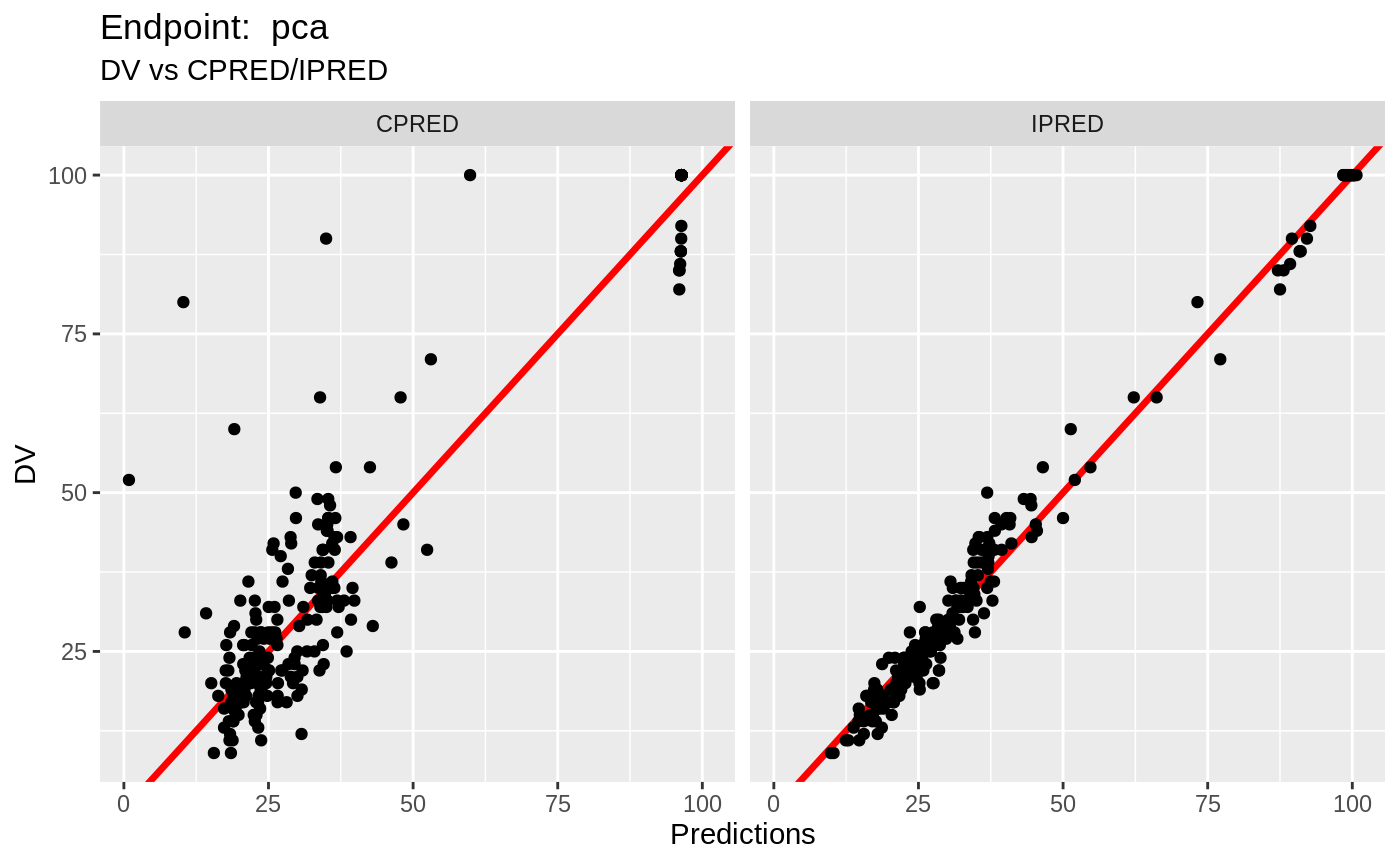 Endpoint:  pca
DV vs CPRED/IPRED
CPRED
IPRED
100
75
50
25
DV
0 25 50 75 100
0 25 50 75 100
Predictions